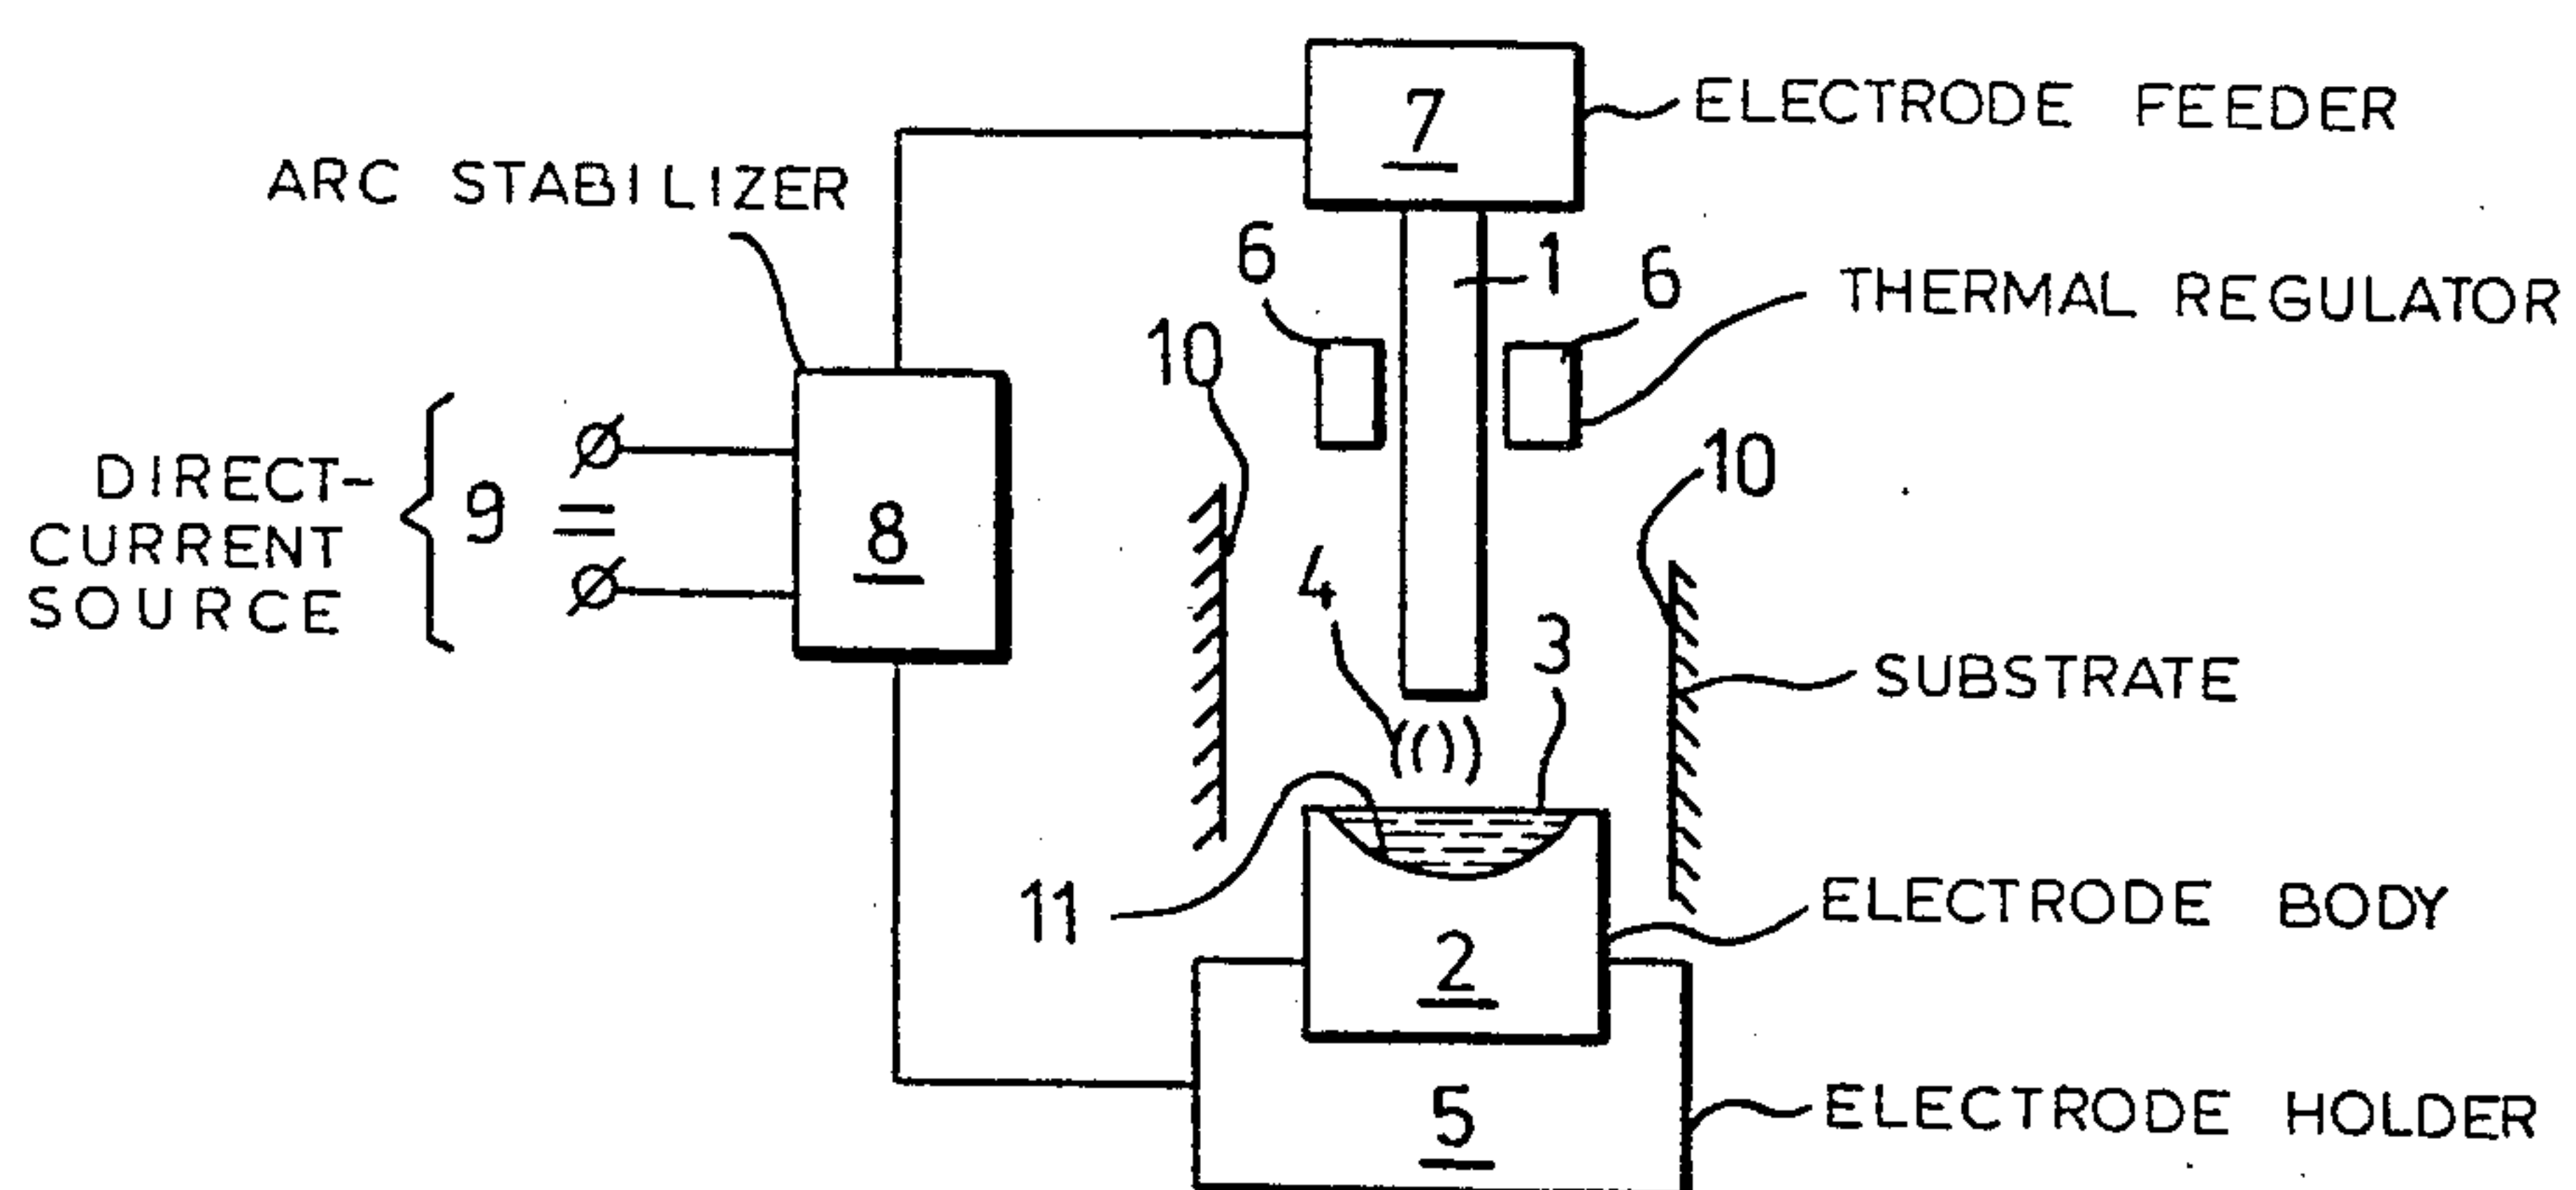 7
ELECTRODE FEEDER
ARC STABILIZER
6
1
6
THERMAL REGULATOR
10
10
DIRECT-
CURRENT
SOURCE
9
=
8
4
3
SUBSTRATE
11
ELECTRODE BODY
2
5
ELECTRODE HOLDER